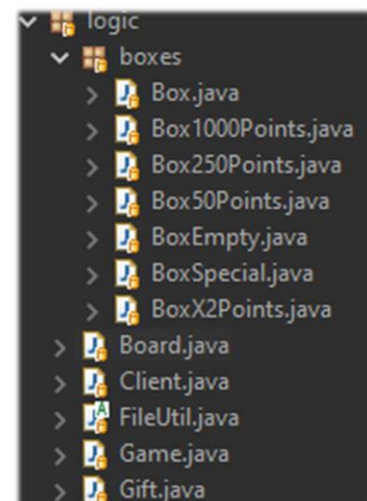 logic
boxes
Box.java
Box1000Points.java
Box250Points.java
Box50Points.java
BoxEmpty.java
BoxSpecial.java
BoxX2Points.java
Board.java
Client.java
FileUtil.java
Game.java
Gift.java